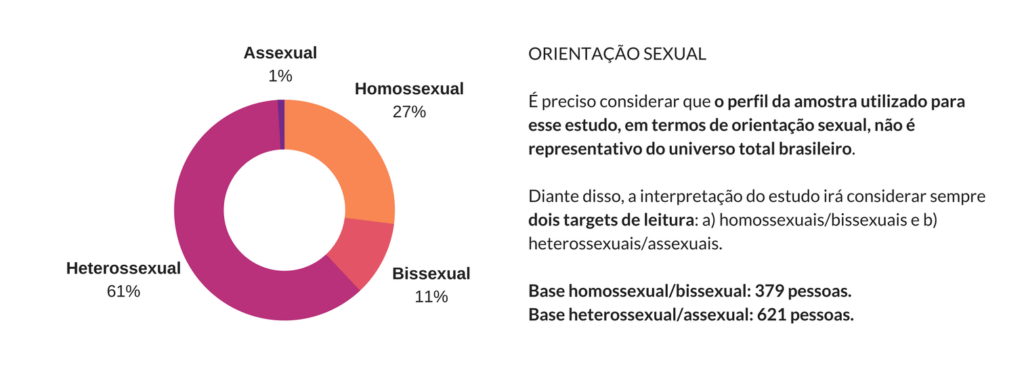 Assexual
1%
Homossexual
27%
Heterossexual
61%
Bissexual
11%
ORIENTAÇÃO SEXUAL
É preciso considerar que o perfil da amostra utilizado para
esse estudo, em termos de orientação sexual, não é
representativo do universo total brasileiro.
Diante disso, a interpretação do estudo irá considerar sempre
dois targets de leitura: a) homossexuais/bissexuais e b)
heterossexuais/assexuais.
Base homossexual/bissexual: 379 pessoas.
Base heterossexual/assexual: 621 pessoas.